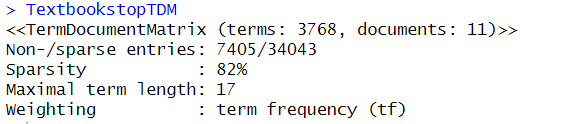 > TextbookstopTDM
<<TermDocumentMatrix (terms: 3768, documents: 11)>>
Non-/sparse entries: 7405/34043
Sparsity           : 82%
Maximal term length: 17
Weighting          : term frequency (tf)